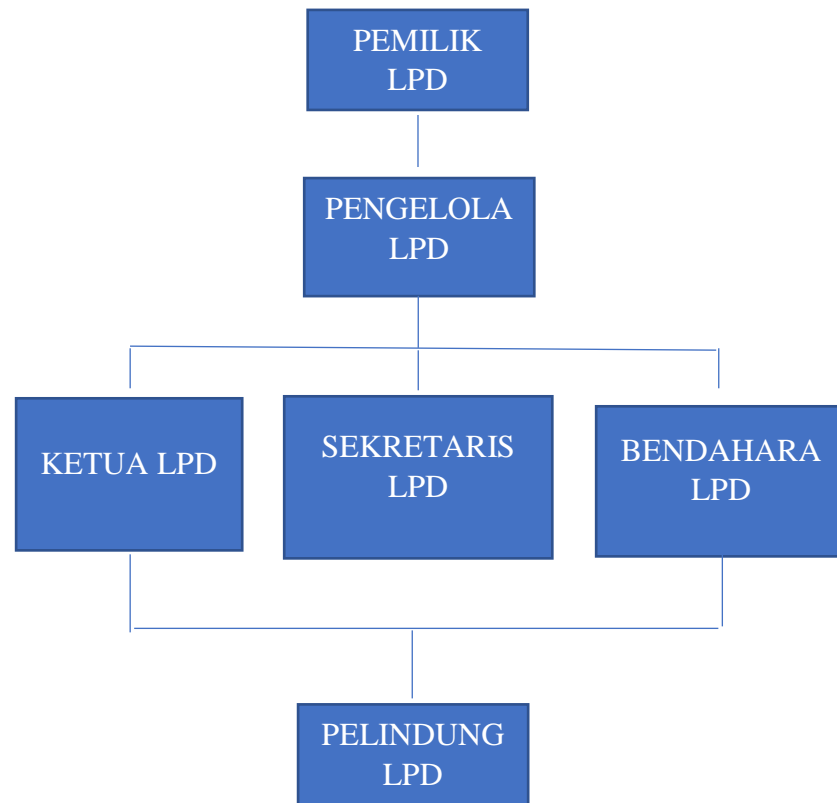 PEMILIK
LPD
PENGELOLA
LPD
KETUA LPD
SEKRETARIS
LPD
BENDAHARA
LPD
PELINDUNG
LPD